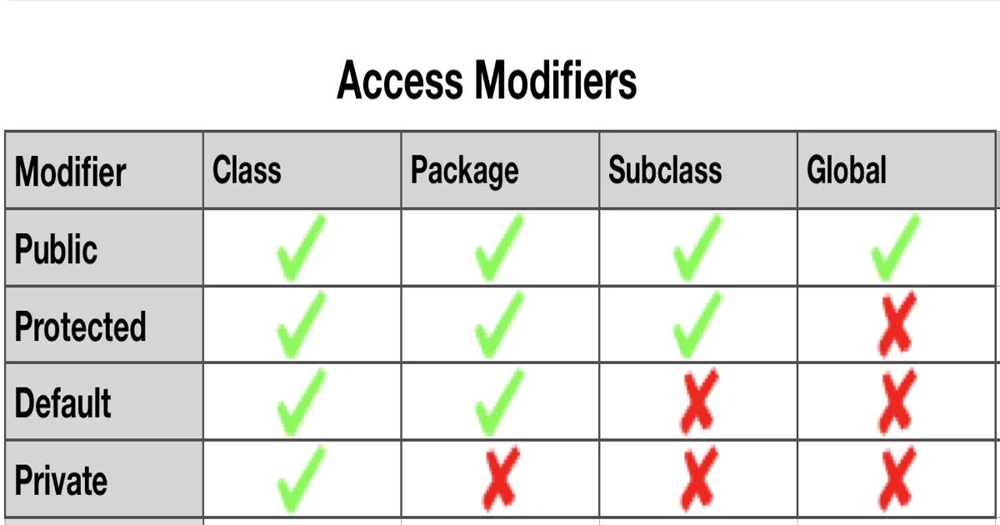 Access Modifiers
Modifier Class Package Subclass Global
Public ✓ ✓ ✓ ✓
Protected ✓ ✓ ✓ ✗
Default ✓ ✓ ✗ ✗
Private ✓ ✗ ✗ ✗